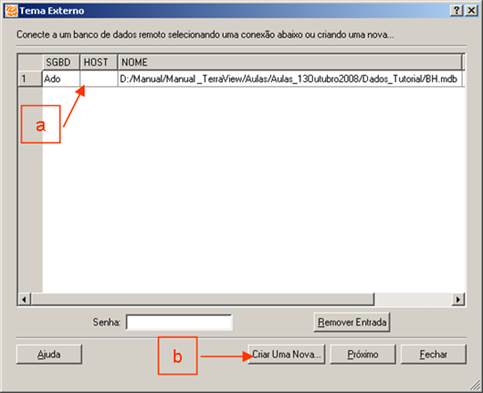 Tema Externo
Conecte a um banco de dados remoto selecionando uma conexão abaixo ou criando uma nova...
SGBD HOST NOME
1 Ado D:/Manual/Manual _TerraView/Aulas/Aulas_13Outubro2008/Dados_Tutorial/BH.mdb
a
Senha: Remover Entrada
b
Ajuda Criar Uma Nova... Próximo Fechar